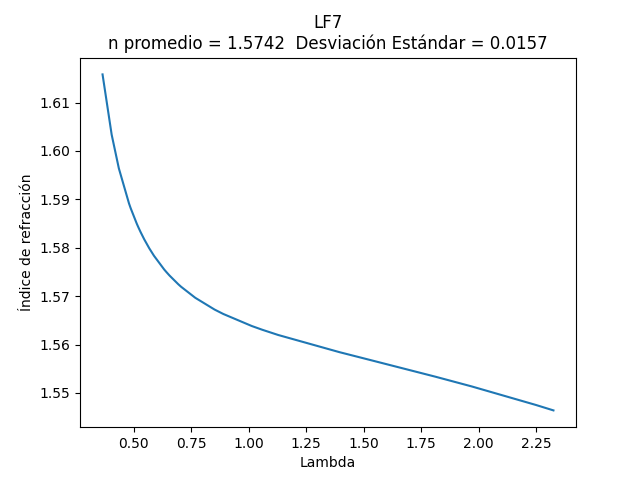 LF7
n promedio = 1.5742  Desviación Estándar = 0.0157
1.61
1.60
1.59
1.58
1.57
1.56
1.55
Índice de refracción
0.50 0.75 1.00 1.25 1.50 1.75 2.00 2.25
Lambda